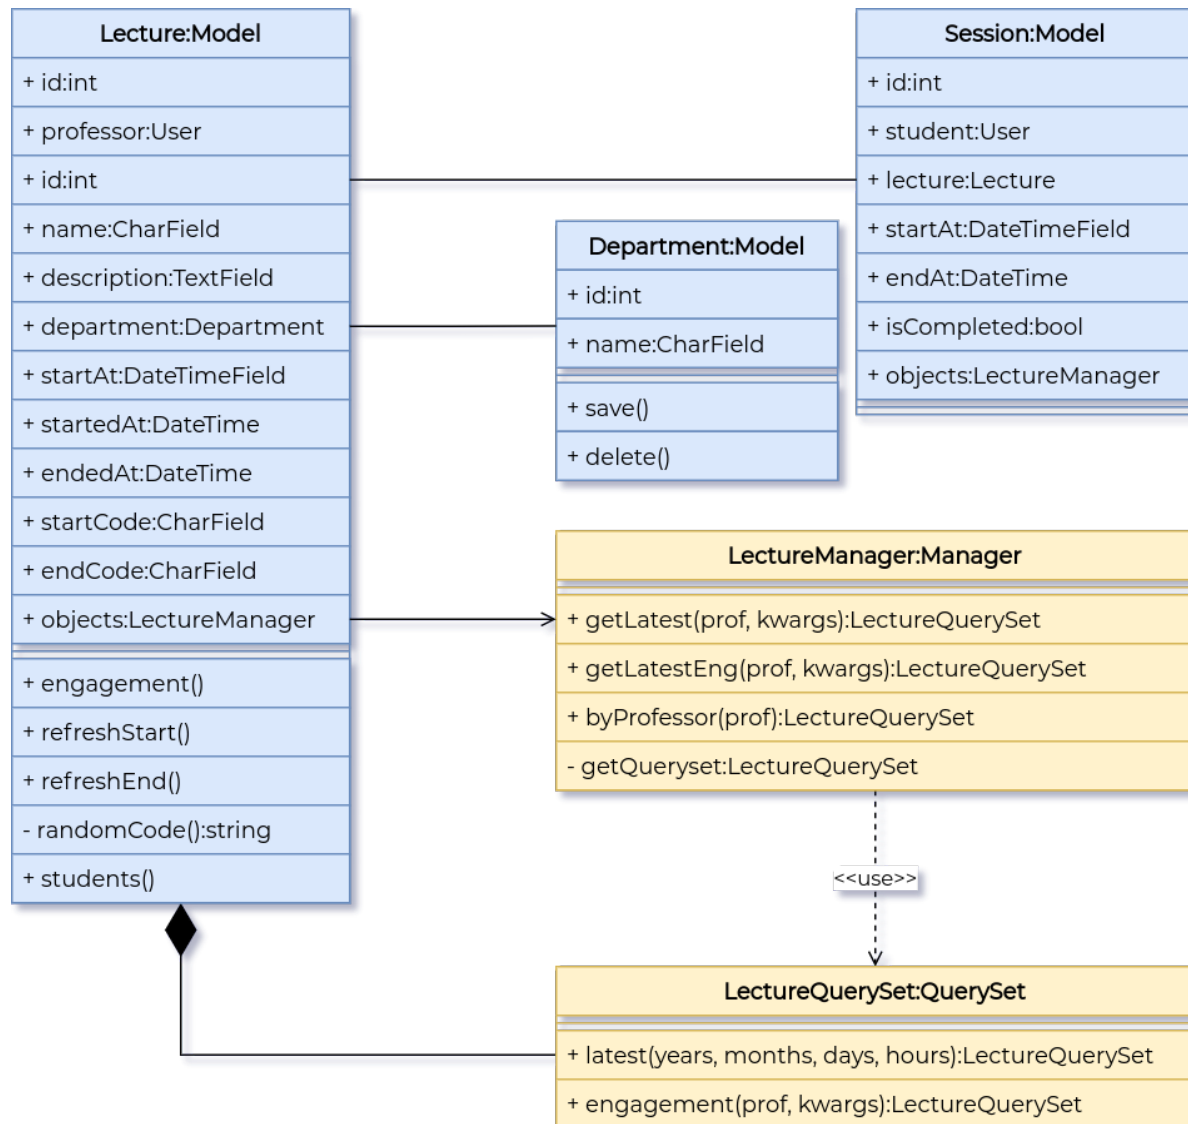 Lecture:Model
+ id:int
+ professor:User
+ id:int
+ name:CharField
+ description:TextField
+ department:Department
+ startAt:DateTimeField
+ startedAt:DateTime
+ endedAt:DateTime
+ startCode:CharField
+ endCode:CharField
+ objects:LectureManager
+ engagement()
+ refreshStart()
+ refreshEnd()
- randomCode():string
+ students()
Session:Model
+ id:int
+ student:User
+ lecture:Lecture
+ startAt:DateTimeField
+ endAt:DateTime
+ isCompleted:bool
+ objects:LectureManager
Department:Model
+ id:int
+ name:CharField
+ save()
+ delete()
LectureManager:Manager
+ getLatest(prof, kwargs):LectureQuerySet
+ getLatestEng(prof, kwargs):LectureQuerySet
+ byProfessor(prof):LectureQuerySet
- getQueryset:LectureQuerySet
<<use>>
LectureQuerySet:QuerySet
+ latest(years, months, days, hours):LectureQuerySet
+ engagement(prof, kwargs):LectureQuerySet